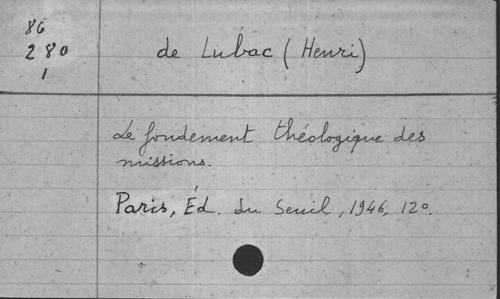 86
280
1
de Lubac (Henri)
Le fondement théologique des
missions.
Paris, Éd. du Seuil, 1946, 12°.